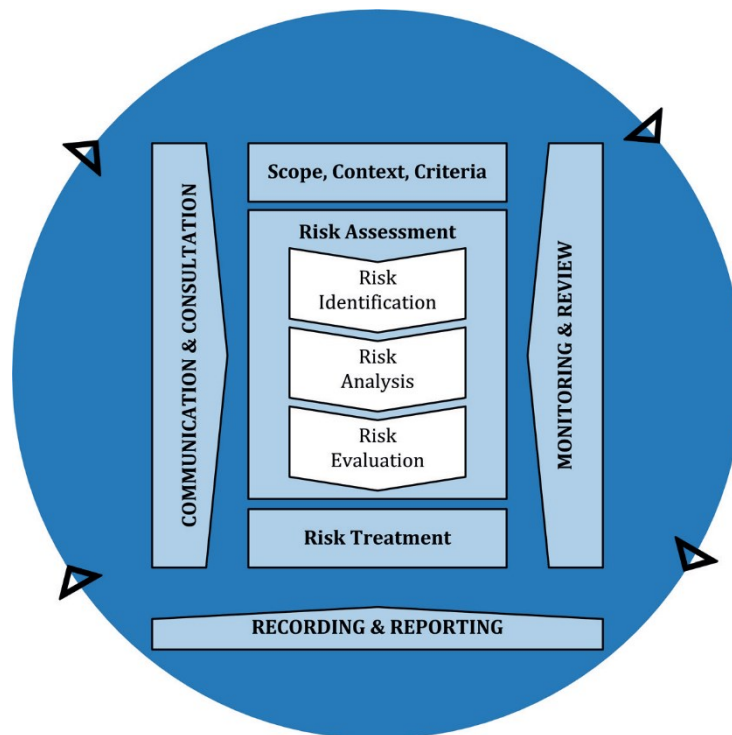 Scope, Context, Criteria
Risk Assessment
Risk
Identification
Risk
Analysis
Risk
Evaluation
Risk Treatment
COMMUNICATION & CONSULTATION
MONITORING & REVIEW
RECORDING & REPORTING